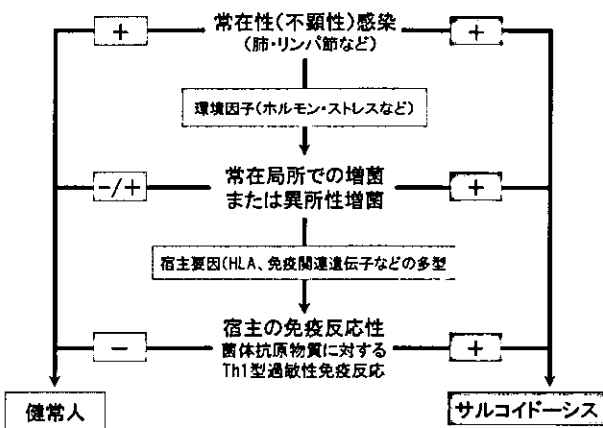 + 常在性(不顕性)感染 +
(肺・リンパ節など)
環境因子(ホルモン・ストレスなど)
-/+ 常在局所での増菌 +
または異所性増菌
宿主要因(HLA、免疫関連遺伝子などの多型
宿主の免疫反応性
- 菌体抗原物質に対する +
Th1型過敏性免疫反応
健常人 サルコイドーシス